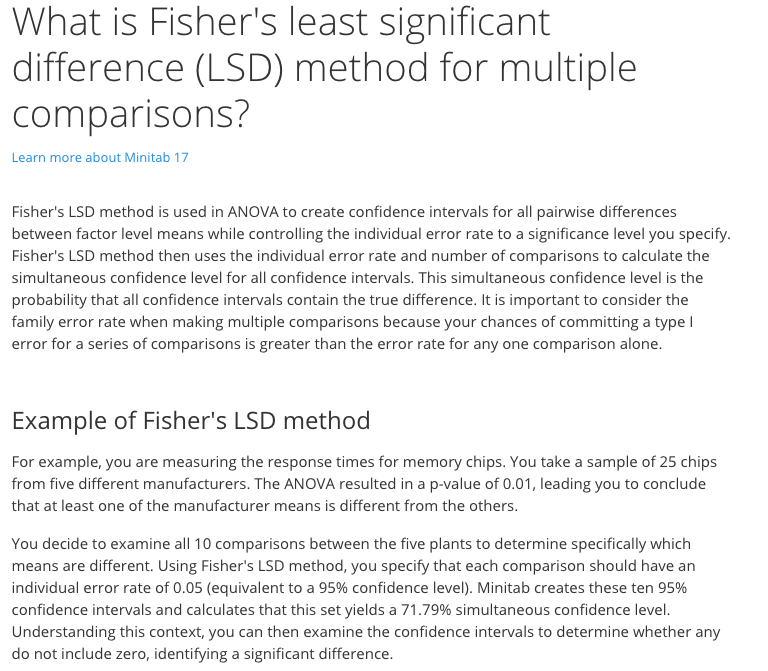 What is Fisher's least significant
difference (LSD) method for multiple
comparisons?
Learn more about Minitab 17
Fisher's LSD method is used in ANOVA to create confidence intervals for all pairwise differences
between factor level means while controlling the individual error rate to a significance level you specify.
Fisher's LSD method then uses the individual error rate and number of comparisons to calculate the
simultaneous confidence level for all confidence intervals. This simultaneous confidence level is the
probability that all confidence intervals contain the true difference. It is important to consider the
family error rate when making multiple comparisons because your chances of committing a type I
error for a series of comparisons is greater than the error rate for any one comparison alone.
Example of Fisher's LSD method
For example, you are measuring the response times for memory chips. You take a sample of 25 chips
from five different manufacturers. The ANOVA resulted in a p-value of 0.01, leading you to conclude
that at least one of the manufacturer means is different from the others.
You decide to examine all 10 comparisons between the five plants to determine specifically which
means are different. Using Fisher's LSD method, you specify that each comparison should have an
individual error rate of 0.05 (equivalent to a 95% confidence level). Minitab creates these ten 95%
confidence intervals and calculates that this set yields a 71.79% simultaneous confidence level.
Understanding this context, you can then examine the confidence intervals to determine whether any
do not include zero, identifying a significant difference.